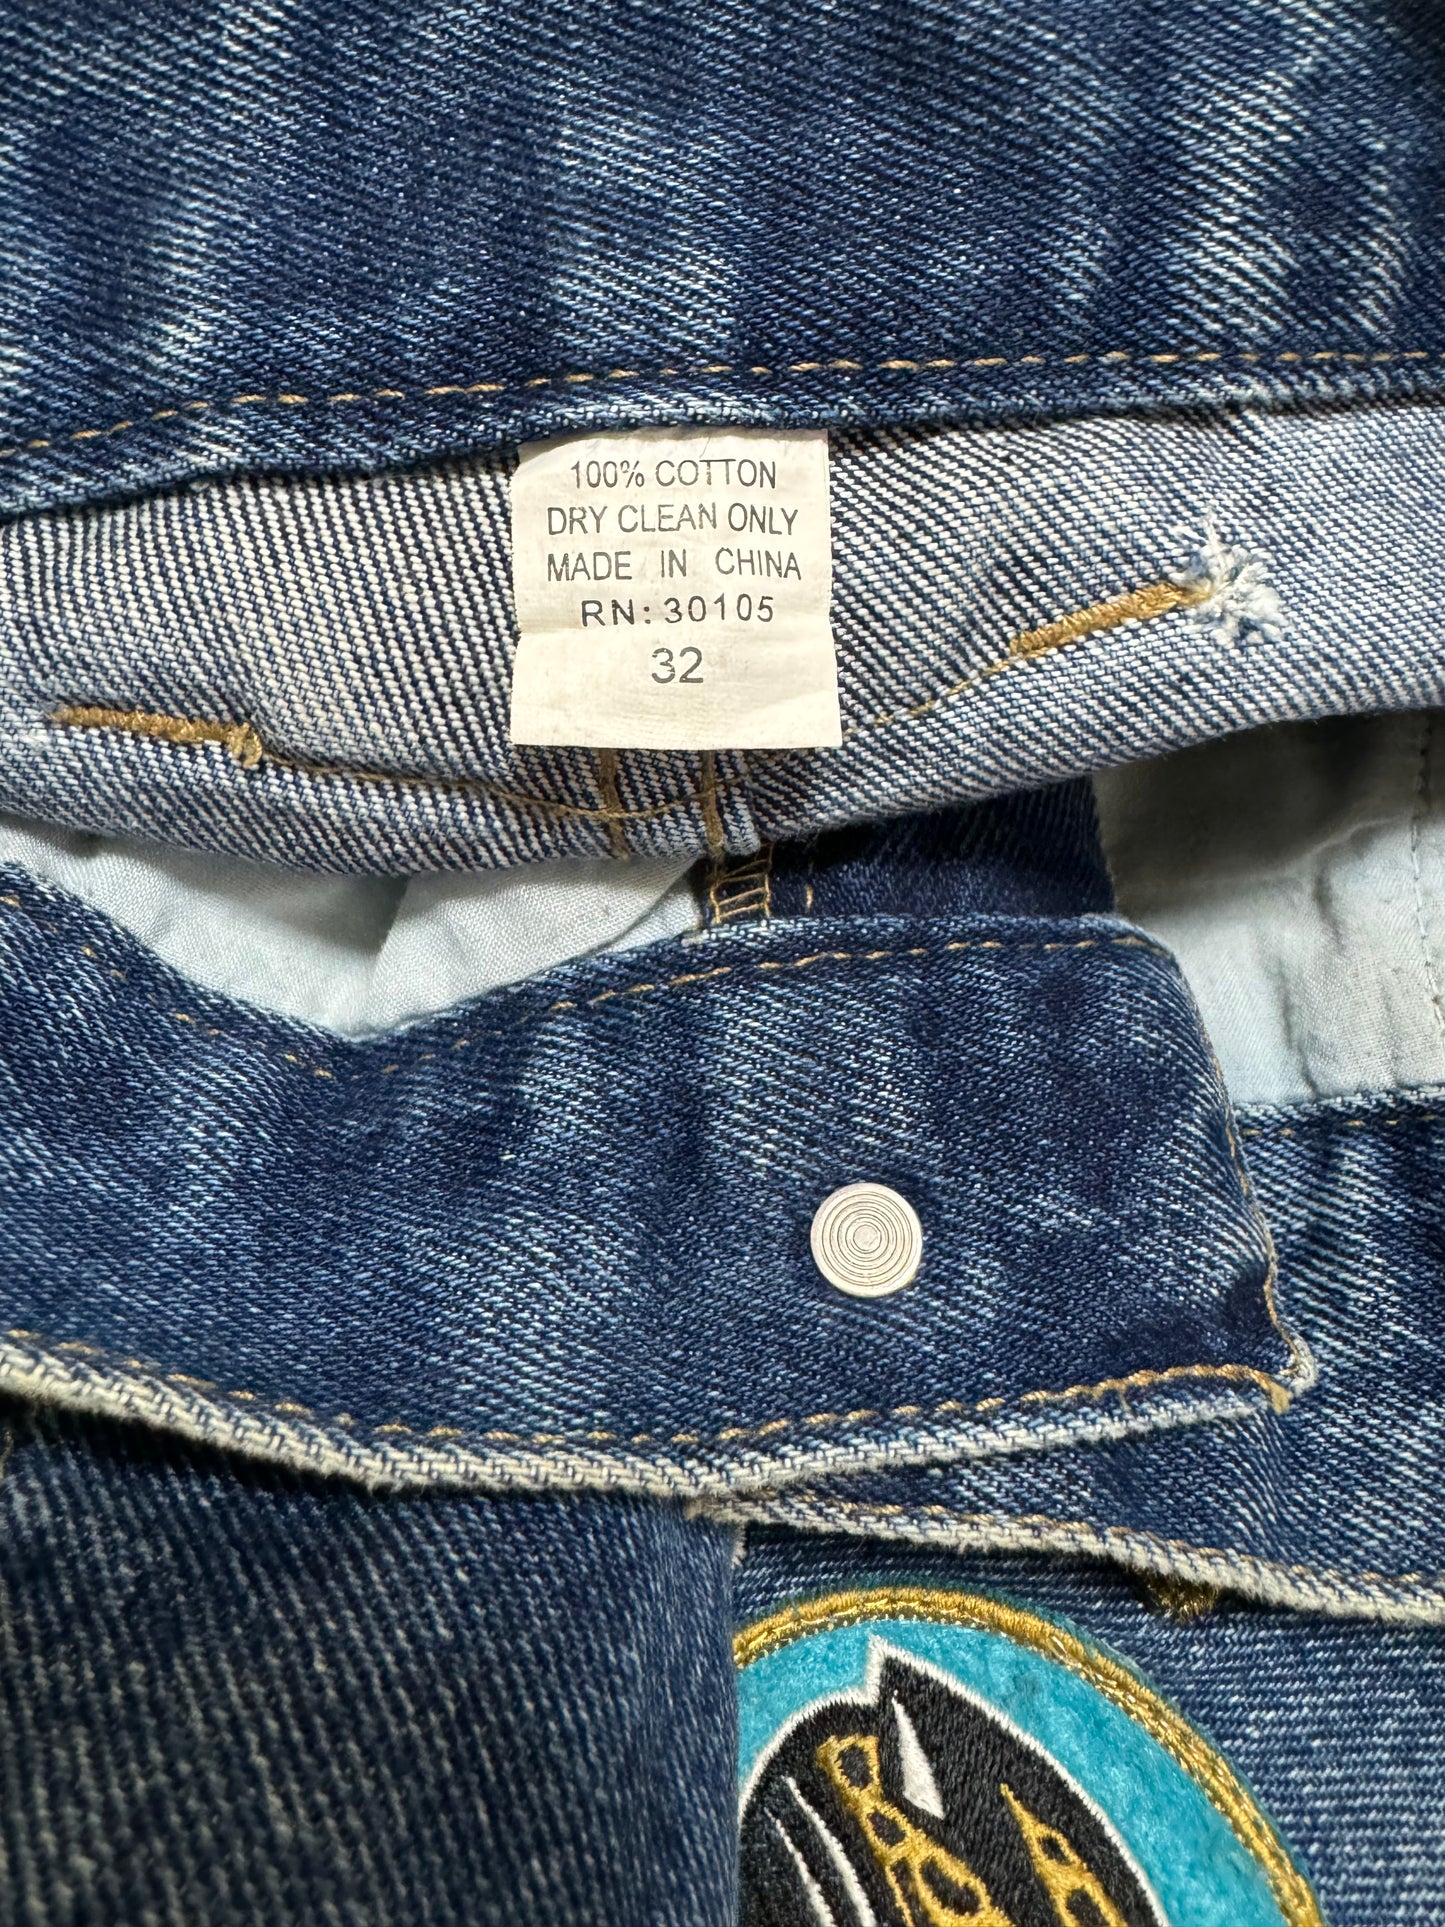 100% COTTON
DRY CLEAN ONLY
MADE IN CHINA
RN: 30105
32